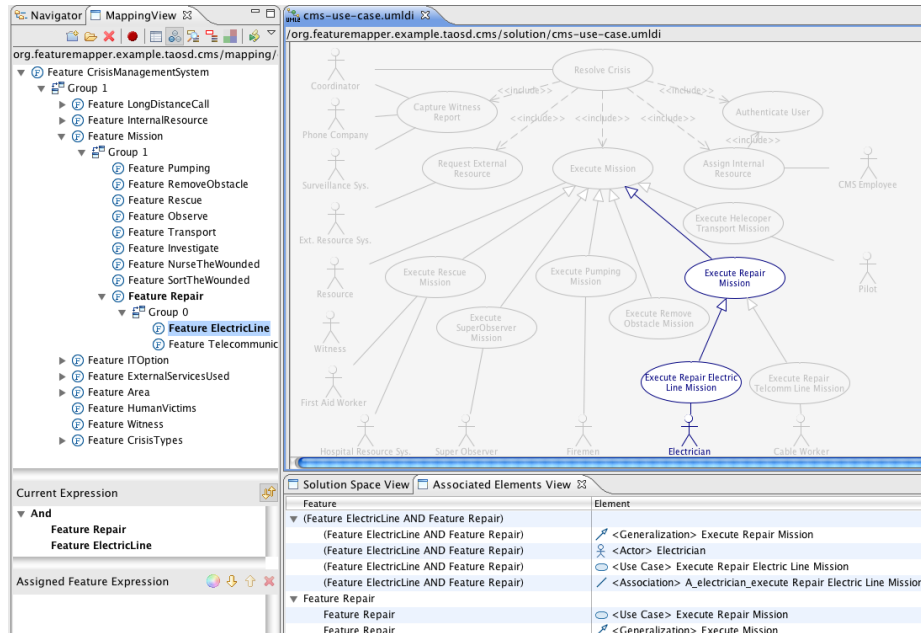 Navigator
MappingView
org.featuremapper.example.taosd.cms/mapping/
Feature CrisisManagementSystem
Group 1
Feature LongDistanceCall
Feature InternalResource
Feature Mission
Group 1
Feature Pumping
Feature RemoveObstacle
Feature Rescue
Feature Observe
Feature Transport
Feature Investigate
Feature NurseTheWounded
Feature SortTheWounded
Feature Repair
Group 0
Feature ElectricLine
Feature Telecommunic
Feature ITOption
Feature ExternalServicesUsed
Feature Area
Feature HumanVictims
Feature Witness
Feature CrisisTypes
Current Expression
And
Feature Repair
Feature ElectricLine
Assigned Feature Expression
cms-use-case.umldi
/org.featuremapper.example.taosd.cms/solution/cms-use-case.umldi
Coordinator
Resolve Crisis
<<include>>
<<include>>
Capture Witness
Report
<<include>>
<<include>>
Authenticate User
Phone Company
<<include>>
Surveillance Sys.
Request External
Resource
Execute Mission
Assign Internal
Resource
CMS Employee
Ext. Resource Sys.
Execute Helecoper
Transport Mission
Resource
Execute Rescue
Mission
Execute Pumping
Mission
Execute Repair
Mission
Pilot
Witness
Execute
SuperObserver
Mission
Execute Remove
Obstacle Mission
First Aid Worker
Execute Repair Electric
Line Mission
Execute Repair
Telcomm Line Mission
Hospital Resource Sys.
Super Observer
Firemen
Electrician
Cable Worker
Solution Space View
Associated Elements View
Feature Element
(Feature ElectricLine AND Feature Repair)
(Feature ElectricLine AND Feature Repair) <Generalization> Execute Repair Mission
(Feature ElectricLine AND Feature Repair) <Actor> Electrician
(Feature ElectricLine AND Feature Repair) <Use Case> Execute Repair Electric Line Mission
(Feature ElectricLine AND Feature Repair) <Association> A_electrician_execute Repair Electric Line Mission
Feature Repair
Feature Repair <Use Case> Execute Repair Mission
Feature Repair <Generalization> Execute Mission